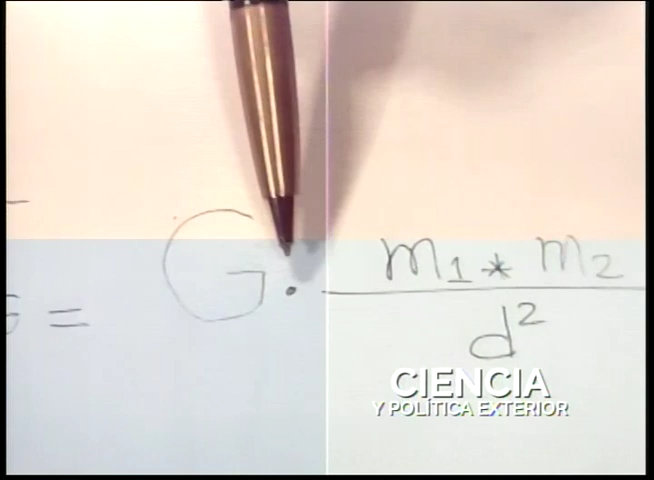 = G · m₁ * m₂
d²
CIENCIA
Y POLÍTICA EXTERIOR